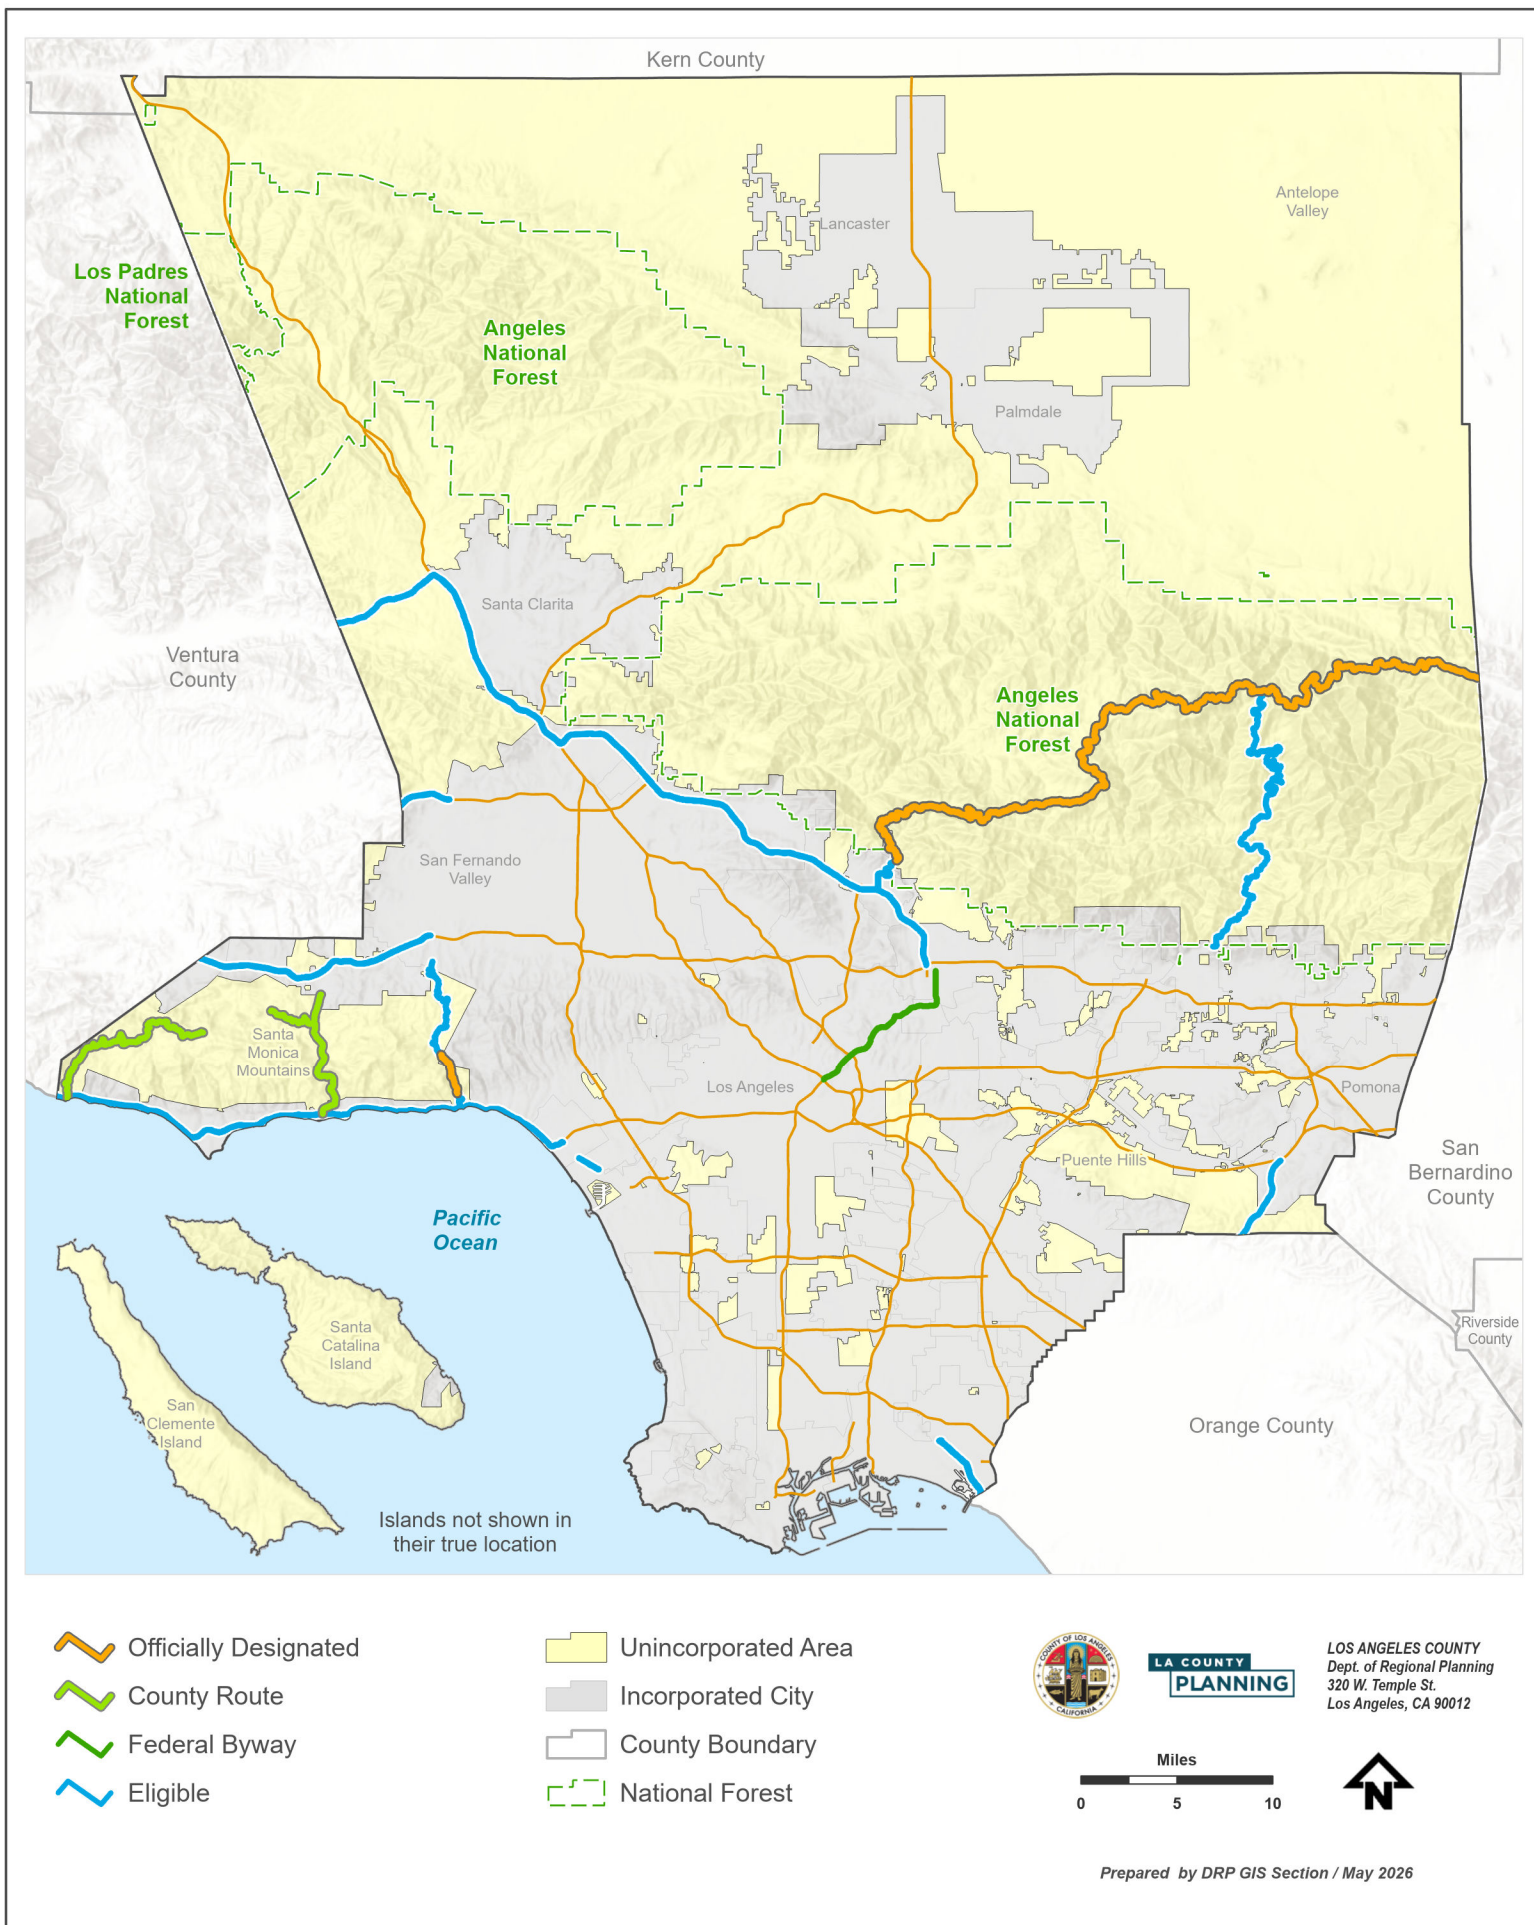 Kern County
Antelope
Valley
Lancaster
Los Padres
National
Forest
Angeles
National
Forest
Palmdale
Santa Clarita
Ventura
County
Angeles
National
Forest
San Fernando
Valley
Santa
Monica
Mountains
Los Angeles
Pomona
Puente Hills
San
Bernardino
County
Pacific
Ocean
Santa
Catalina
Island
Riverside
County
San
Clemente
Island
Orange County
Islands not shown in
their true location
Officially Designated
County Route
Federal Byway
Eligible
Unincorporated Area
Incorporated City
County Boundary
National Forest
COUNTY OF LOS ANGELES
CALIFORNIA
LA COUNTY
PLANNING
LOS ANGELES COUNTY
Dept. of Regional Planning
320 W. Temple St.
Los Angeles, CA 90012
Miles
0 5 10
N
Prepared by DRP GIS Section / May 2026